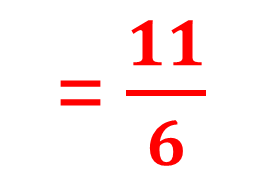 = 11/6